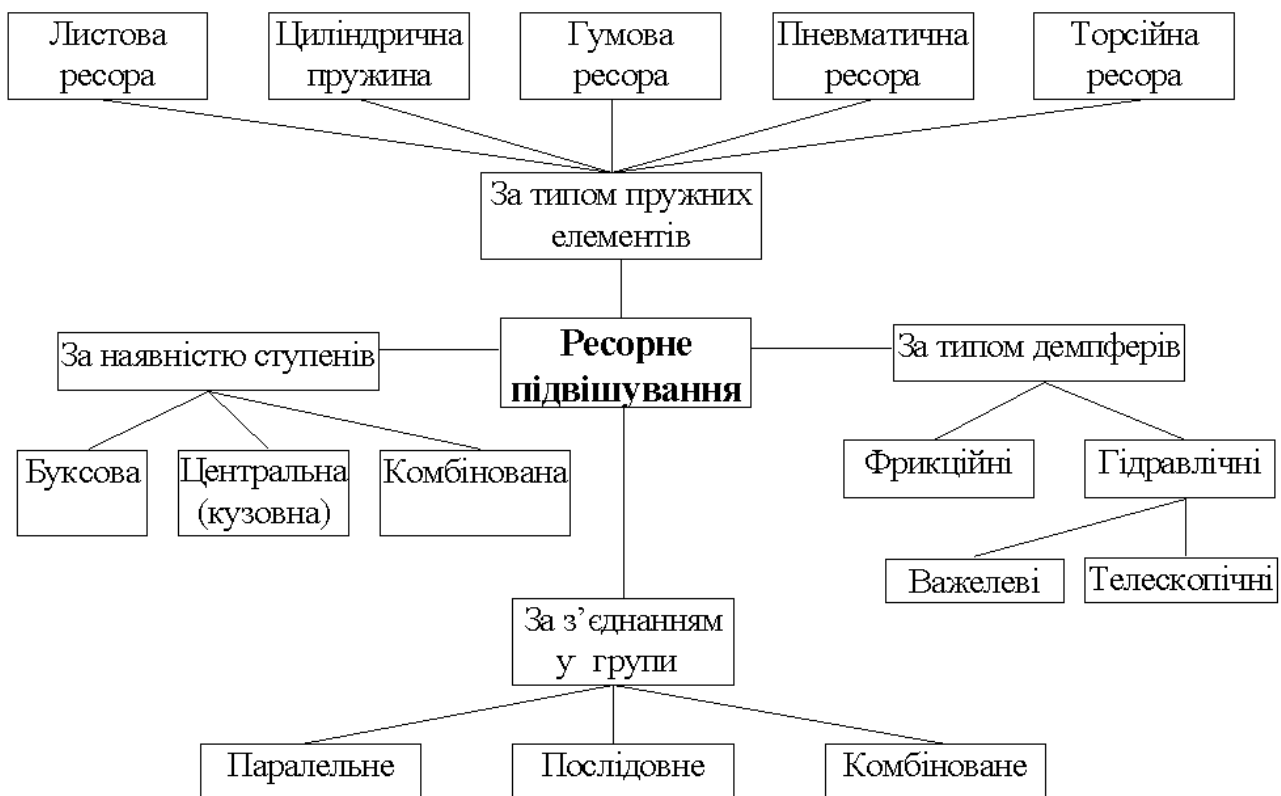 Листова
ресора
Циліндрична
пружина
Гумова
ресора
Пневматична
ресора
Торсійна
ресора
За типом пружних
елементів
За наявністю ступенів
Ресорне
підвішування
За типом демпферів
Буксова
Центральна
(кузовна)
Комбінована
Фрикційні
Гідравлічні
Важелеві
Телескопічні
За з’єднанням
у групи
Паралельне
Послідовне
Комбіноване